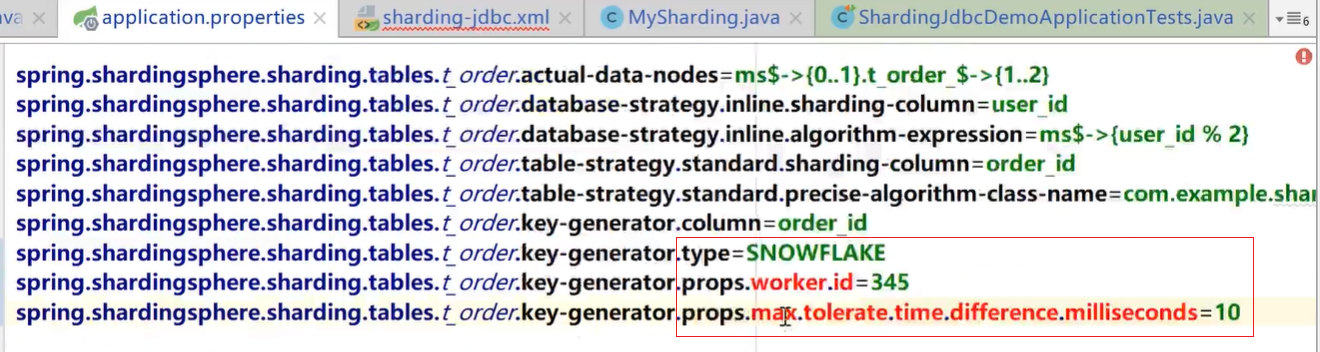 ava × application.properties × sharding-jdbc.xml × MySharding.java × ShardingJdbcDemoApplicationTests.java × 6
spring.shardingsphere.sharding.tables.t_order.actual-data-nodes=ms$->{0..1}.t_order_$->{1..2}
spring.shardingsphere.sharding.tables.t_order.database-strategy.inline.sharding-column=user_id
spring.shardingsphere.sharding.tables.t_order.database-strategy.inline.algorithm-expression=ms$->{user_id % 2}
spring.shardingsphere.sharding.tables.t_order.table-strategy.standard.sharding-column=order_id
spring.shardingsphere.sharding.tables.t_order.table-strategy.standard.precise-algorithm-class-name=com.example.shar
spring.shardingsphere.sharding.tables.t_order.key-generator.column=order_id
spring.shardingsphere.sharding.tables.t_order.key-generator.type=SNOWFLAKE
spring.shardingsphere.sharding.tables.t_order.key-generator.props.worker.id=345
spring.shardingsphere.sharding.tables.t_order.key-generator.props.max.tolerate.time.difference.milliseconds=10